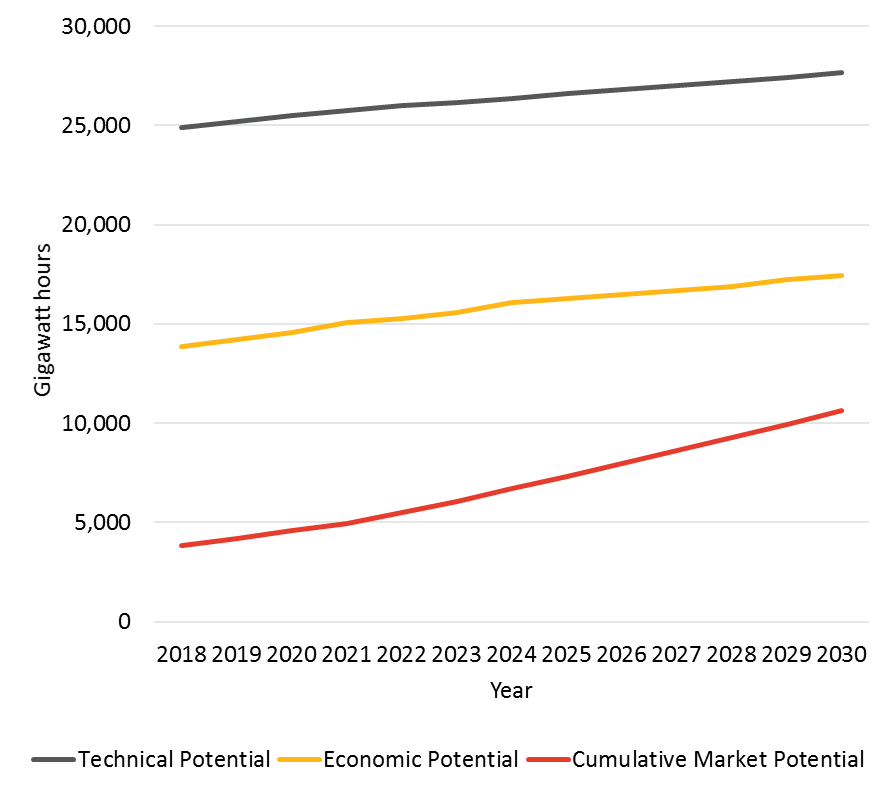 30,000
25,000
20,000
15,000
10,000
5,000
0
Gigawatt hours
2018 2019 2020 2021 2022 2023 2024 2025 2026 2027 2028 2029 2030
Year
Technical Potential Economic Potential Cumulative Market Potential